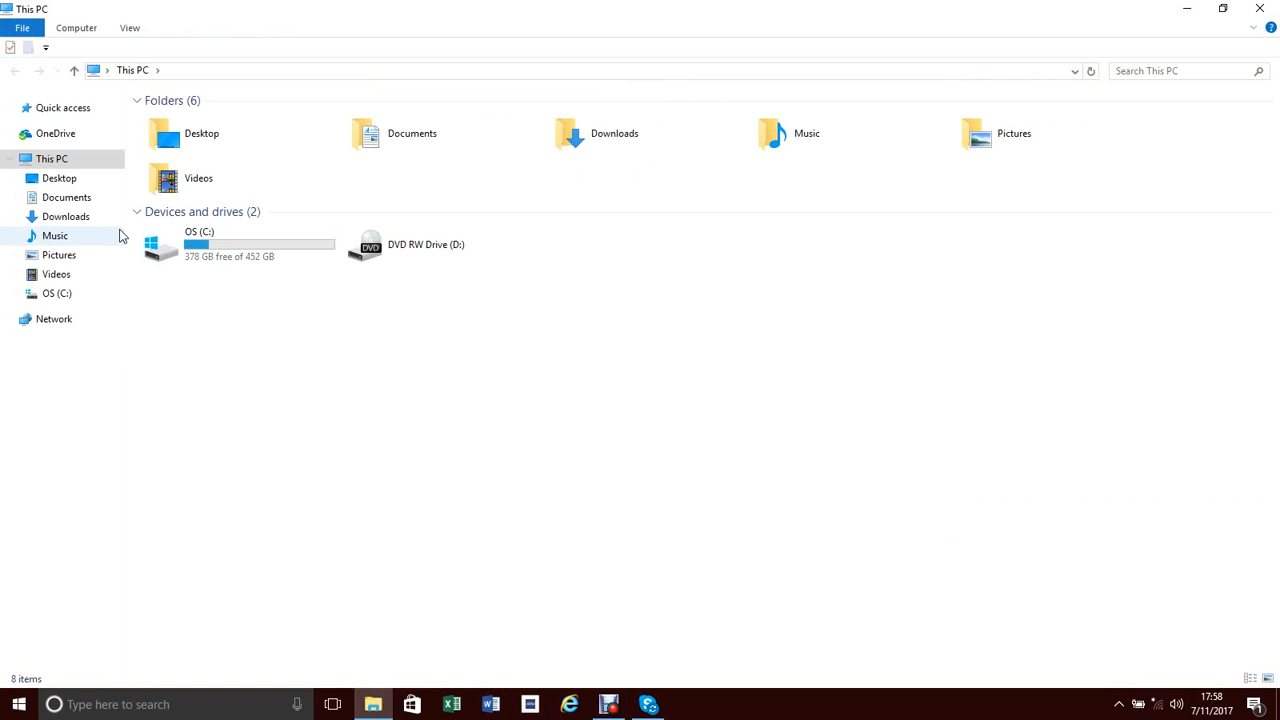 This PC
File Computer View
This PC
Search This PC
Quick access
OneDrive
This PC
Desktop
Documents
Downloads
Music
Pictures
Videos
OS (C:)
Network
Folders (6)
Desktop
Documents
Downloads
Music
Pictures
Videos
Devices and drives (2)
OS (C:)
378 GB free of 452 GB
DVD
DVD RW Drive (D:)
8 items
Type here to search
17:58
7/11/2017